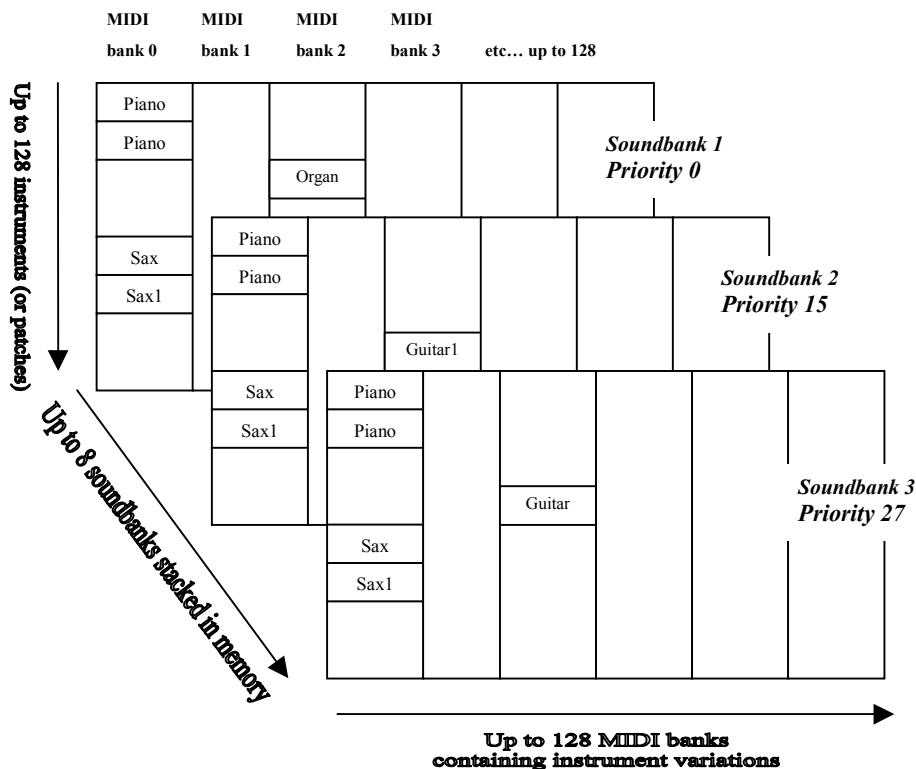 MIDI MIDI MIDI MIDI
bank 0 bank 1 bank 2 bank 3 etc… up to 128
Up to 128 instruments (or patches)
Piano
Piano
Organ
Sax
Sax1
Soundbank 1
Priority 0
Piano
Piano
Guitar1
Sax
Sax1
Soundbank 2
Priority 15
Piano
Piano
Guitar
Sax
Sax1
Soundbank 3
Priority 27
Up to 8 soundbanks stacked in memory
Up to 128 MIDI banks
containing instrument variations